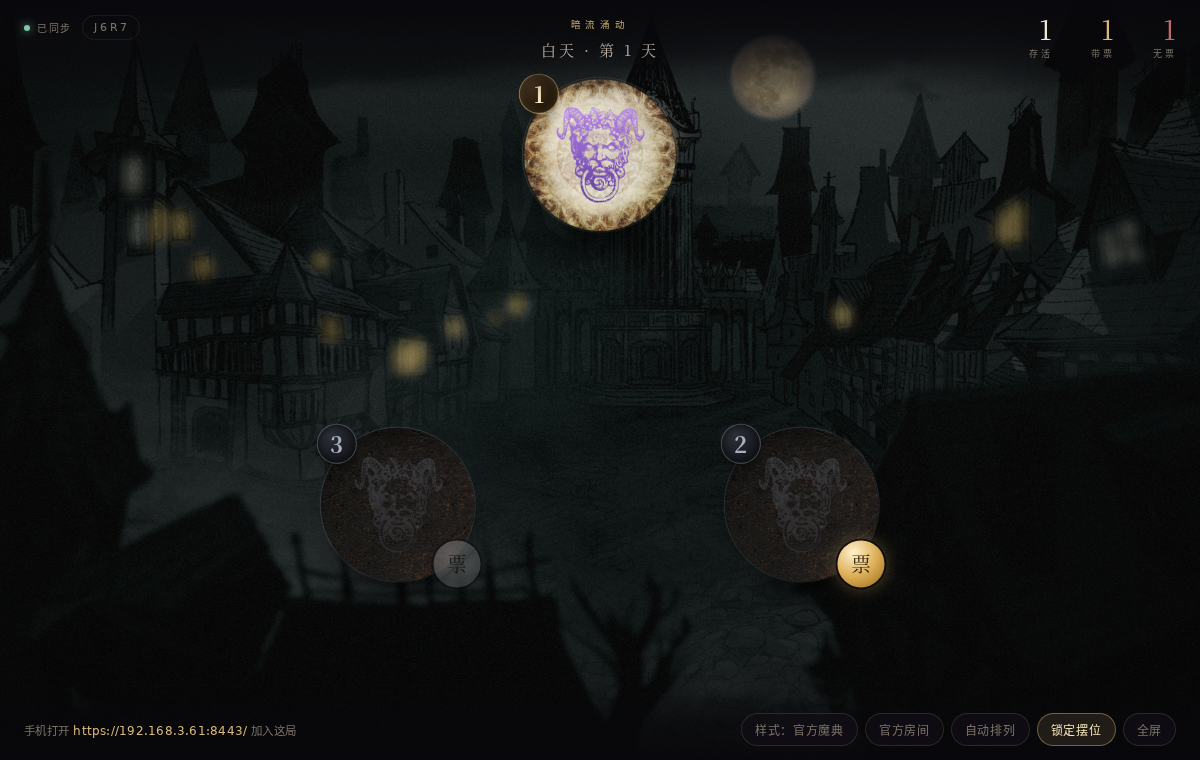 已同步 J6R7
暗流涌动
白天 · 第 1 天
1 1 1
存活 带票 无票
1
3
2
票
票
手机打开 https://192.168.3.61:8443/ 加入这局
样式: 官方魔典 官方房间 自动排列 锁定摆位 全屏